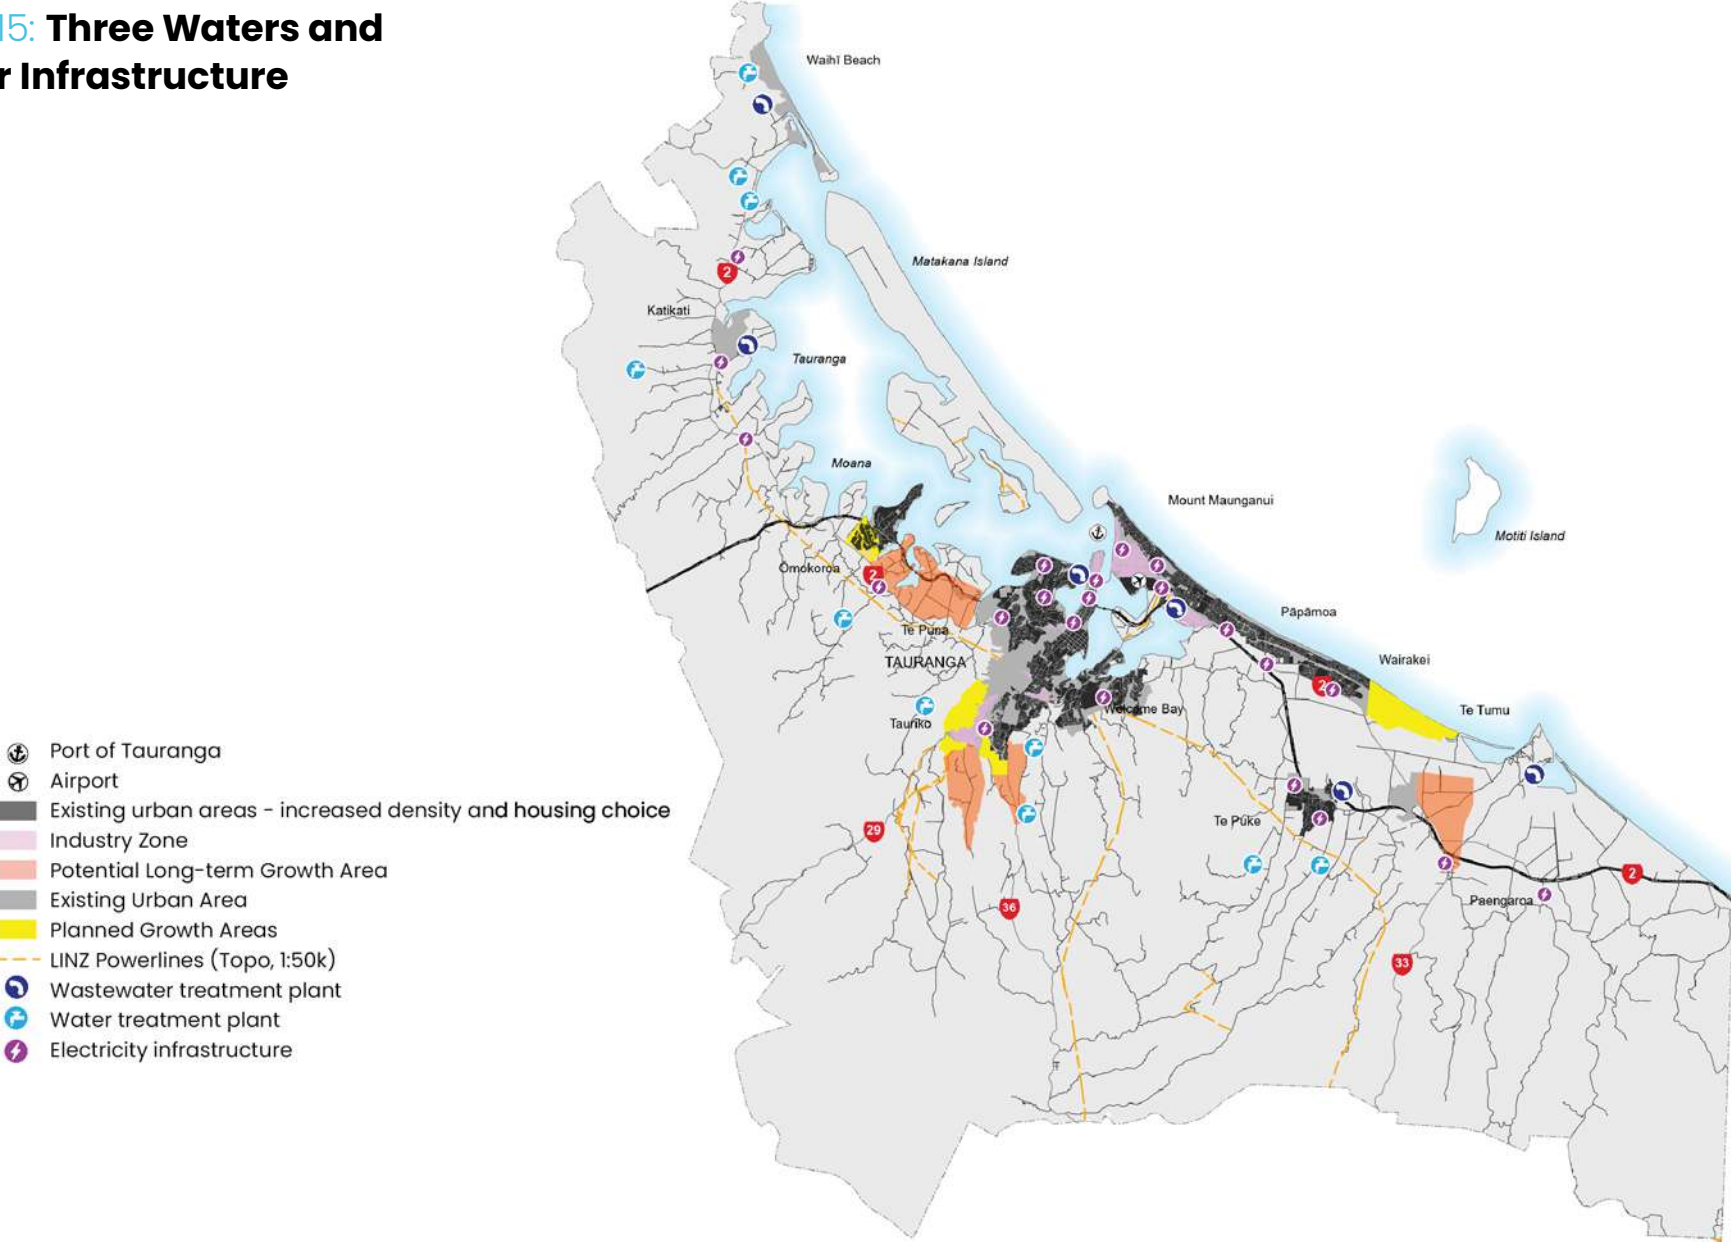 15: Three Waters and
r Infrastructure
Waihī Beach
Matakana Island
2
Katikati
Tauranga
Moana
Mount Maunganui
Motiti Island
Ōmokoroa
2
Pāpāmoa
Te Puna
TAURANGA
Wairakei
2
Welcome Bay
Te Tumu
Tauriko
Te Puke
29
2
Paengaroa
36
33
Port of Tauranga
Airport
Existing urban areas - increased density and housing choice
Industry Zone
Potential Long-term Growth Area
Existing Urban Area
Planned Growth Areas
LINZ Powerlines (Topo, 1:50k)
Wastewater treatment plant
Water treatment plant
Electricity infrastructure